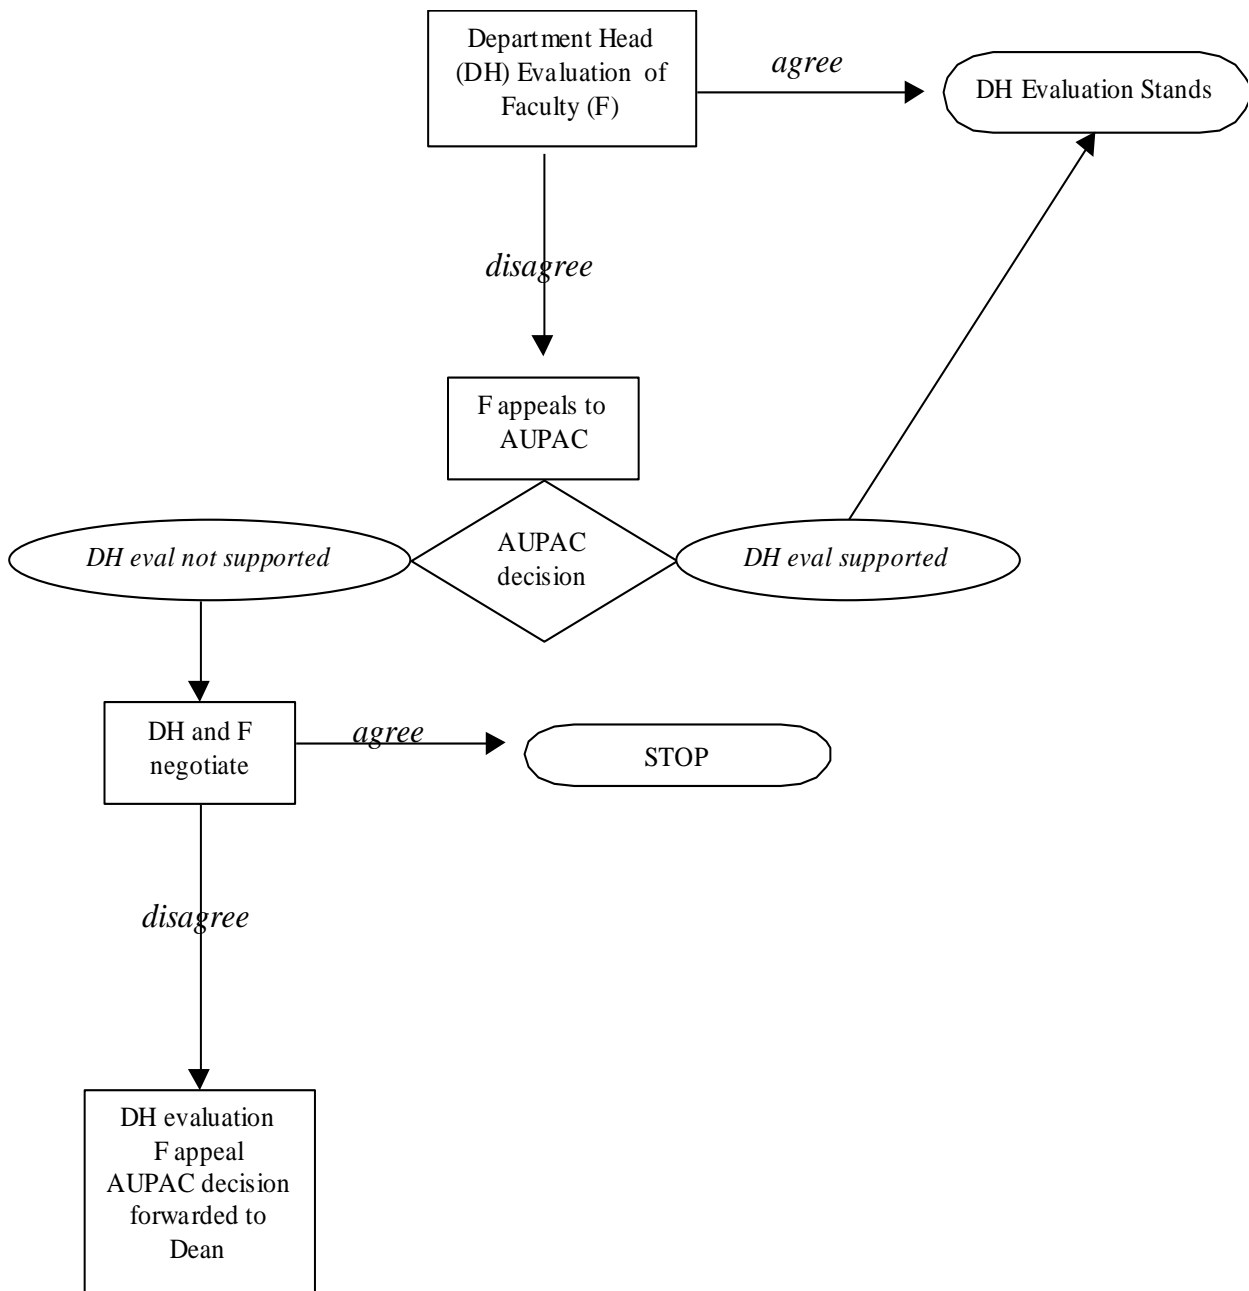 Department Head
(DH) Evaluation of
Faculty (F)
agree
DH Evaluation Stands
disagree
F appeals to
AUPAC
DH eval not supported
AUPAC
decision
DH eval supported
DH and F
negotiate
agree
STOP
disagree
DH evaluation
F appeal
AUPAC decision
forwarded to
Dean